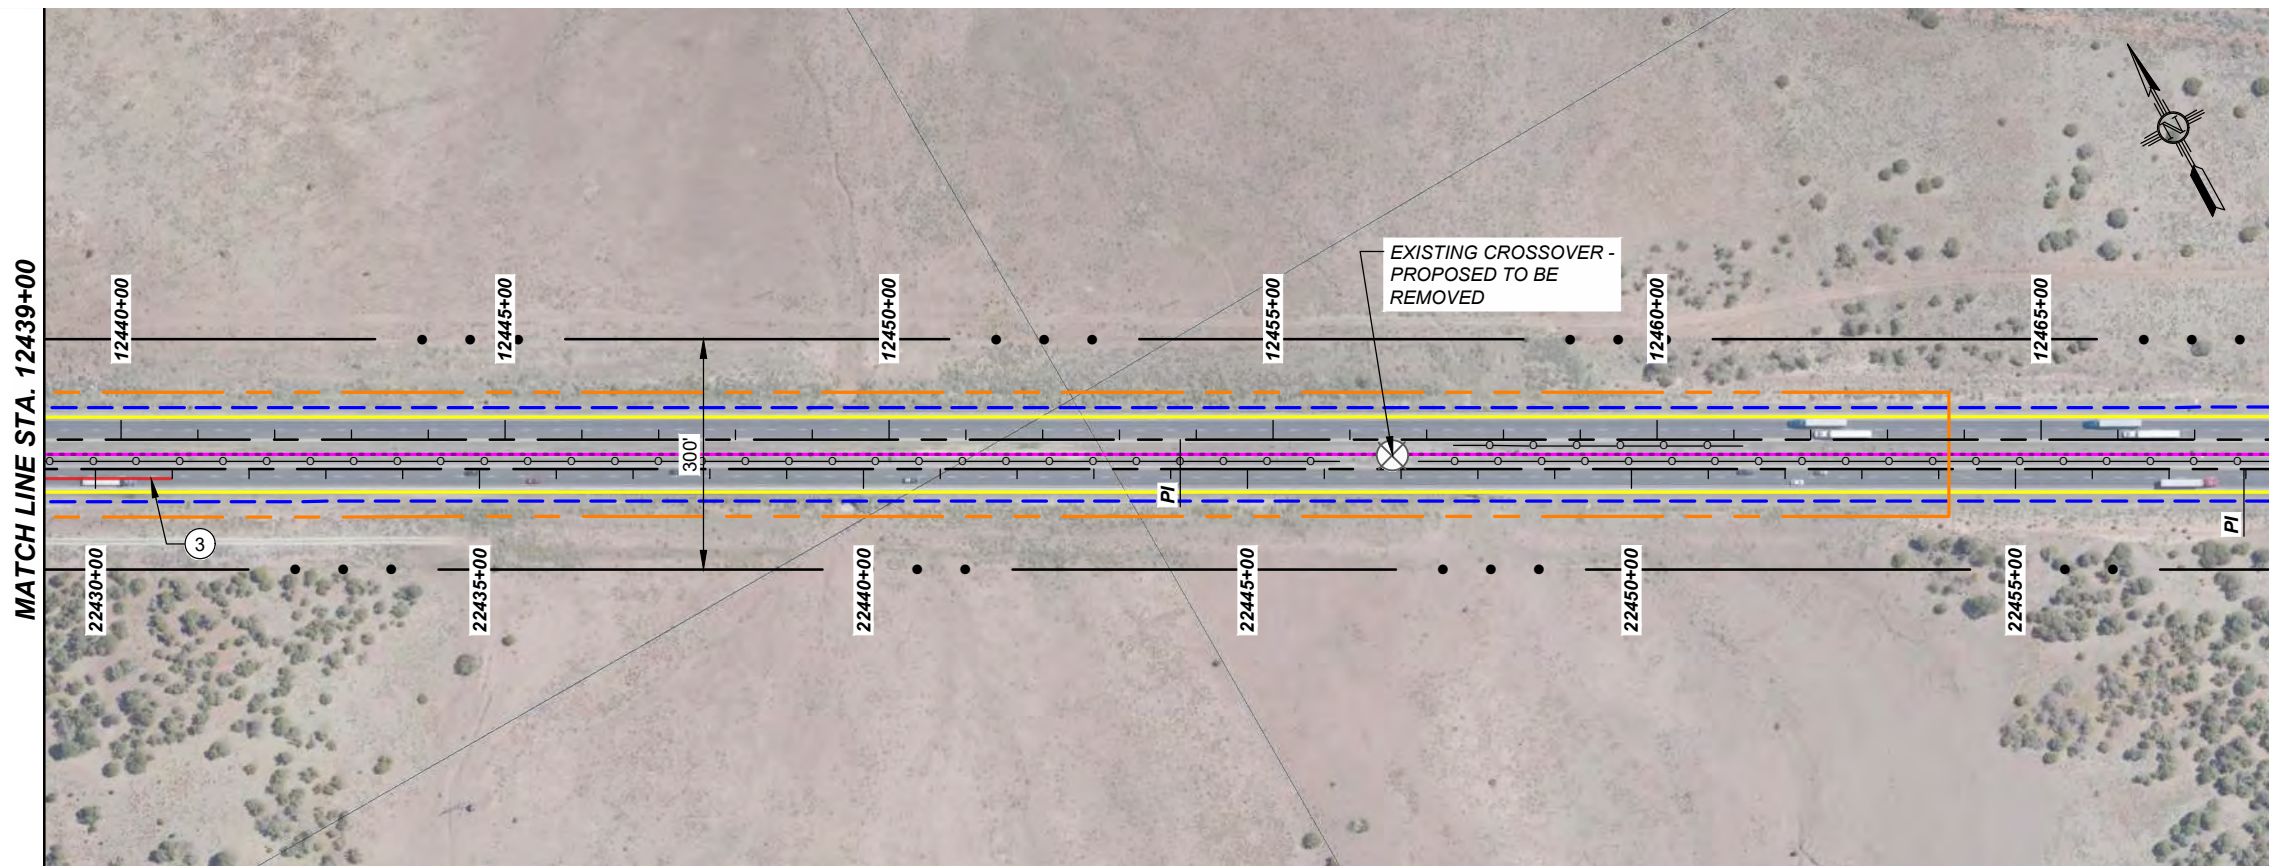 MATCH LINE STA. 12439+00
12440+00
12445+00
12450+00
12455+00
12460+00
12465+00
EXISTING CROSSOVER -
PROPOSED TO BE
REMOVED
N
300'
PI
PI
3
22430+00
22435+00
22440+00
22445+00
22450+00
22455+00